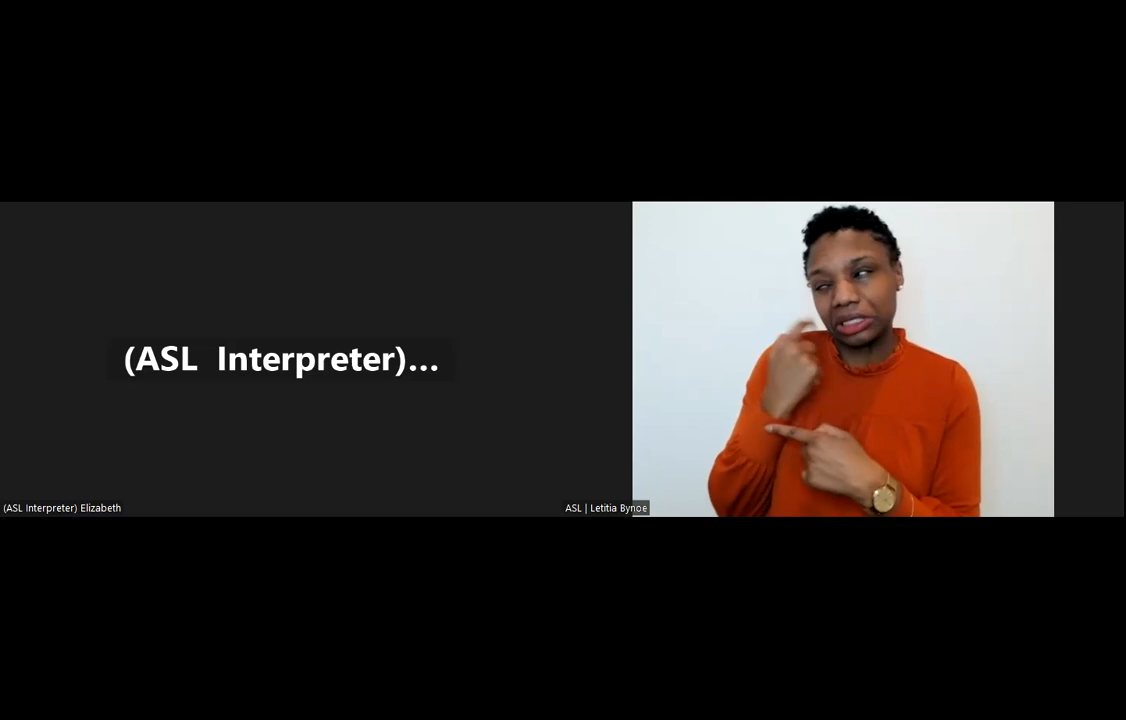 (ASL Interpreter)...
(ASL Interpreter) Elizabeth
ASL | Letitia Bynoe